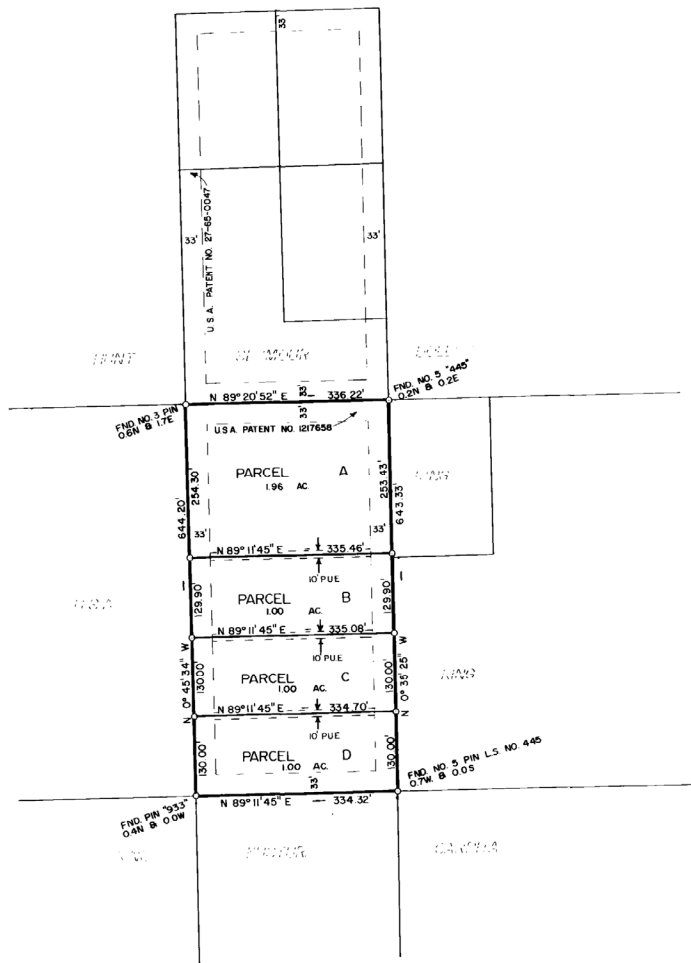 33'
U.S.A. PATENT NO. 27-65-0047
33'
33'
HUNT
N 89° 20' 52" E — 336.22'
33'
33'
FND. NO. 3 PIN
0.6N & 1.7E
FND. NO. 5 "445"
0.2N & 0.2E
U.S.A. PATENT NO. 1217658
PARCEL A
1.96 AC.
KING
644.20'
254.30'
253.43'
643.33'
33'
33'
N 89° 11' 45" E — 335.46'
10' PUE
129.90'
PARCEL B
1.00 AC.
129.90'
N 89° 11' 45" E — 335.08'
10' PUE
N 0° 45' 34" W —
130.00'
PARCEL C
1.00 AC.
130.00'
N 0° 35' 25" W —
KING
N 89° 11' 45" E — 334.70'
10' PUE
130.00'
PARCEL D
1.00 AC.
130.00'
33'
N 89° 11' 45" E — 334.32'
FND. PIN "933"
0.4N & 0.0W
FND. NO. 5 PIN L.S. NO. 445
0.7W. & 0.0S